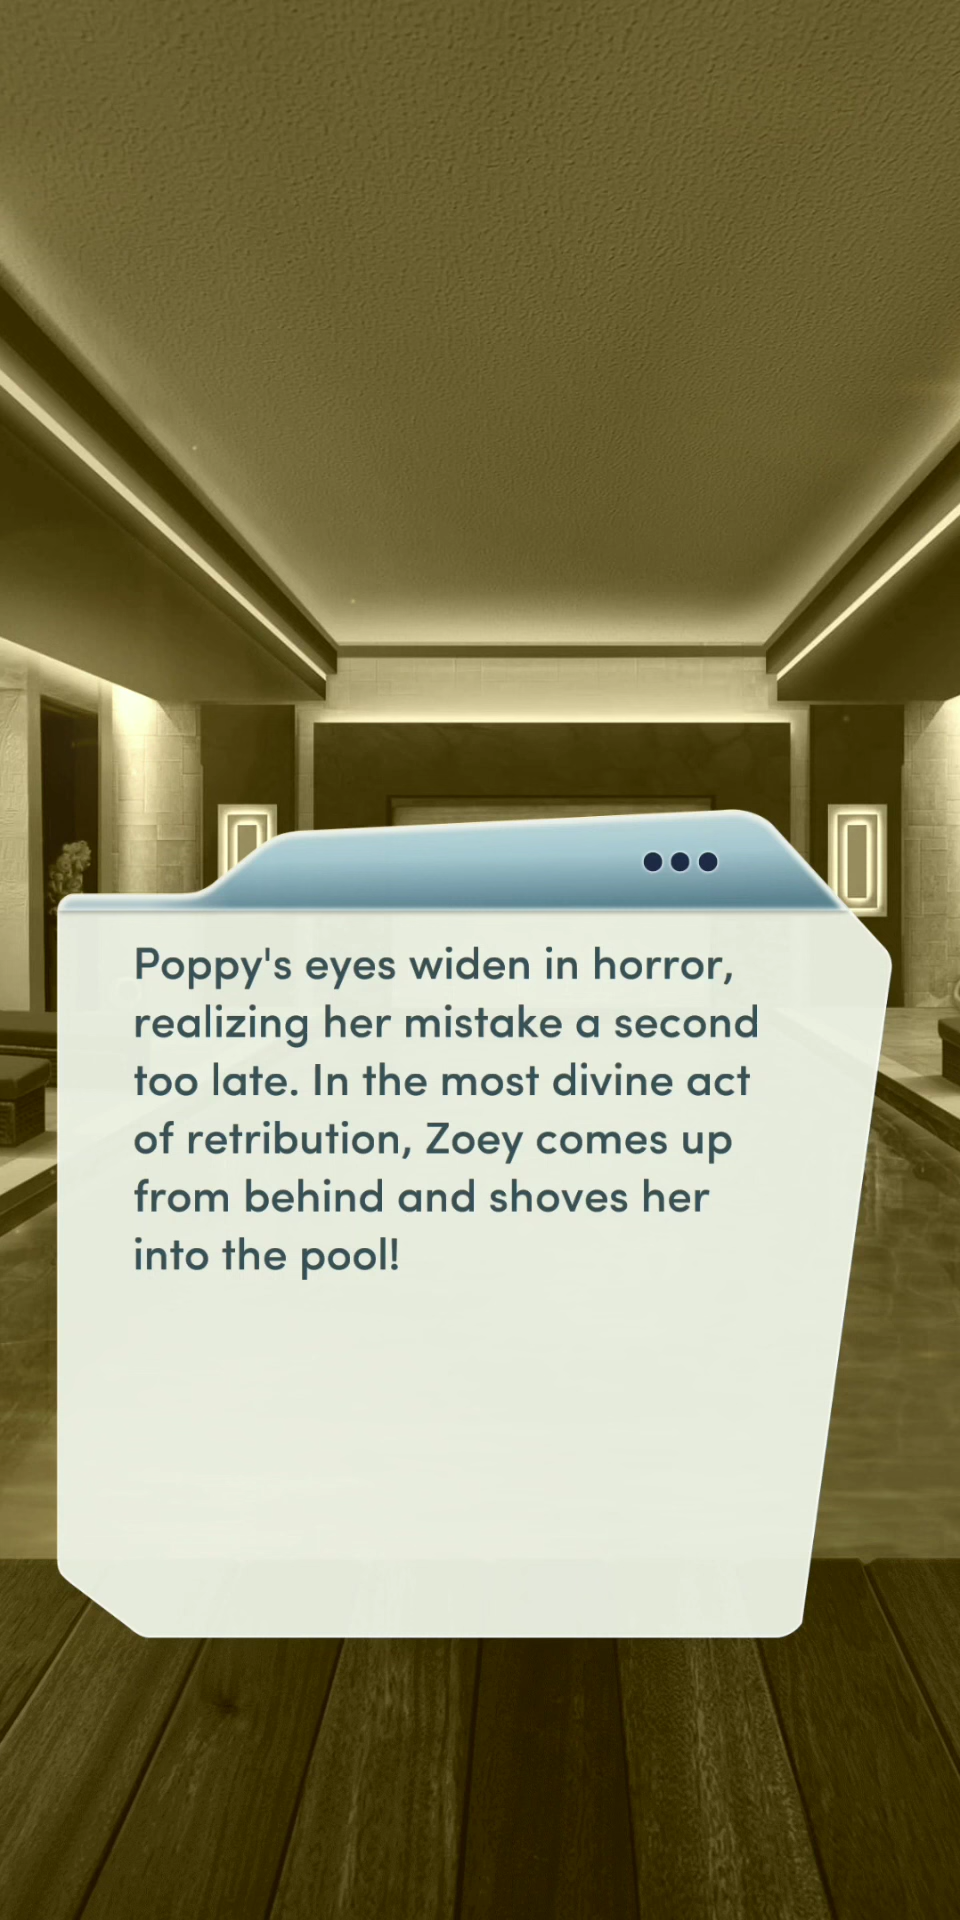 Poppy's eyes widen in horror,
realizing her mistake a second
too late. In the most divine act
of retribution, Zoey comes up
from behind and shoves her
into the pool!